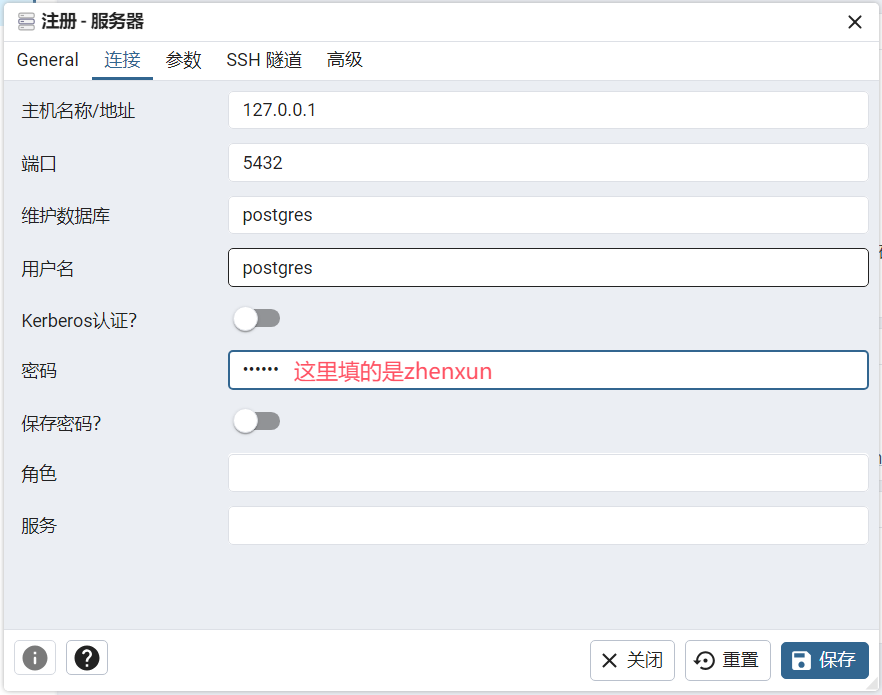 注册 - 服务器
General 连接 参数 SSH 隧道 高级
主机名称/地址 127.0.0.1
端口 5432
维护数据库 postgres
用户名 postgres
Kerberos认证?
密码 •••••• 这里填的是zhenxun
保存密码?
角色
服务
关闭 重置 保存